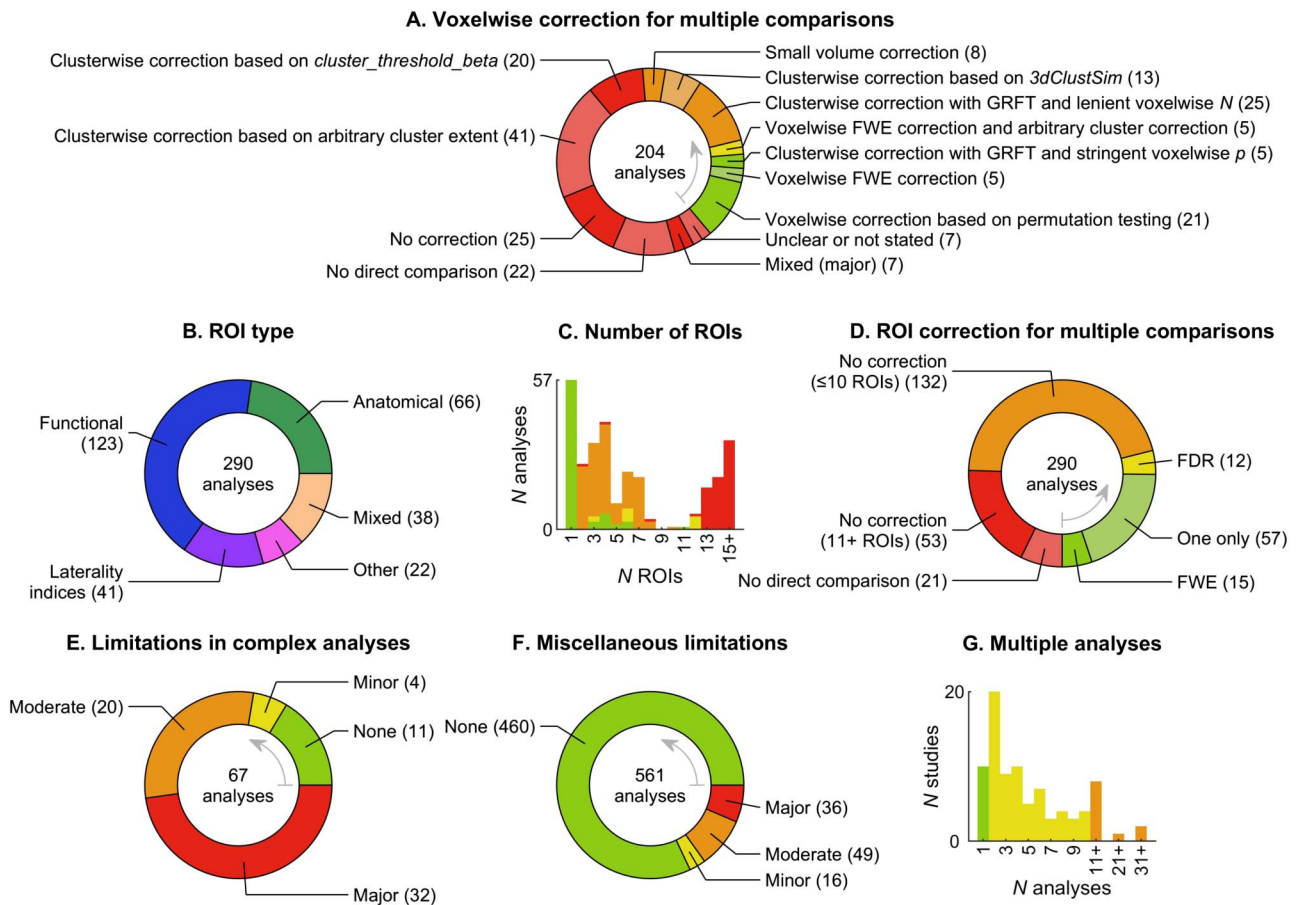 A. Voxelwise correction for multiple comparisons
Clusterwise correction based on cluster_threshold_beta (20)
Clusterwise correction based on arbitrary cluster extent (41)
No correction (25)
No direct comparison (22)
204
analyses
Small volume correction (8)
Clusterwise correction based on 3dClustSim (13)
Clusterwise correction with GRFT and lenient voxelwise N (25)
Voxelwise FWE correction and arbitrary cluster correction (5)
Clusterwise correction with GRFT and stringent voxelwise p (5)
Voxelwise FWE correction (5)
Voxelwise correction based on permutation testing (21)
Unclear or not stated (7)
Mixed (major) (7)
B. ROI type
Functional
(123)
Anatomical (66)
290
analyses
Mixed (38)
Other (22)
Laterality
indices (41)
C. Number of ROIs
57
0
N analyses
1
3
5
7
9
11
13
15+
N ROIs
D. ROI correction for multiple comparisons
No correction
(≤10 ROIs) (132)
290
analyses
FDR (12)
No correction
(11+ ROIs) (53)
One only (57)
No direct comparison (21)
FWE (15)
E. Limitations in complex analyses
Minor (4)
Moderate (20)
None (11)
67
analyses
Major (32)
F. Miscellaneous limitations
None (460)
561
analyses
Major (36)
Moderate (49)
Minor (16)
G. Multiple analyses
20
0
N studies
1
3
5
7
9
11+
21+
31+
N analyses